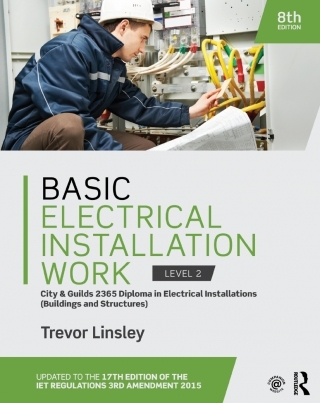 8th
EDITION
BASIC
ELECTRICAL
INSTALLATION
WORK
LEVEL 2
City & Guilds 2365 Diploma in Electrical Installations
(Buildings and Structures)
Trevor Linsley
UPDATED TO THE 17TH EDITION OF THE
IET REGULATIONS 3RD AMENDMENT 2015